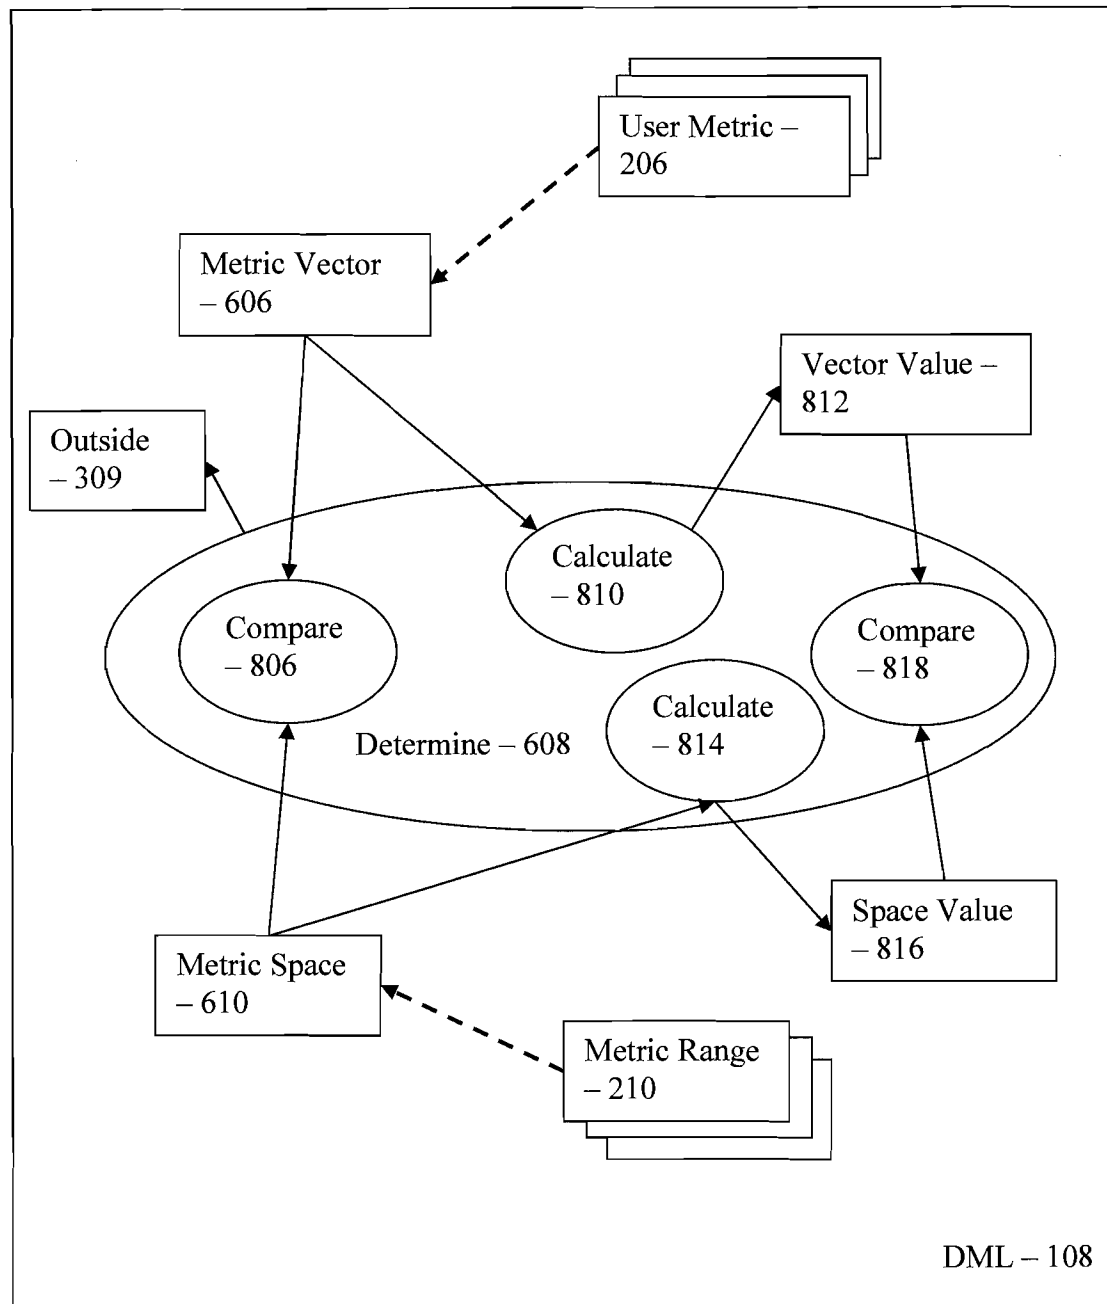 User Metric –
206
Metric Vector
– 606
Vector Value –
812
Outside
– 309
Calculate
– 810
Compare
– 806
Compare
– 818
Calculate
– 814
Determine – 608
Space Value
– 816
Metric Space
– 610
Metric Range
– 210
DML – 108